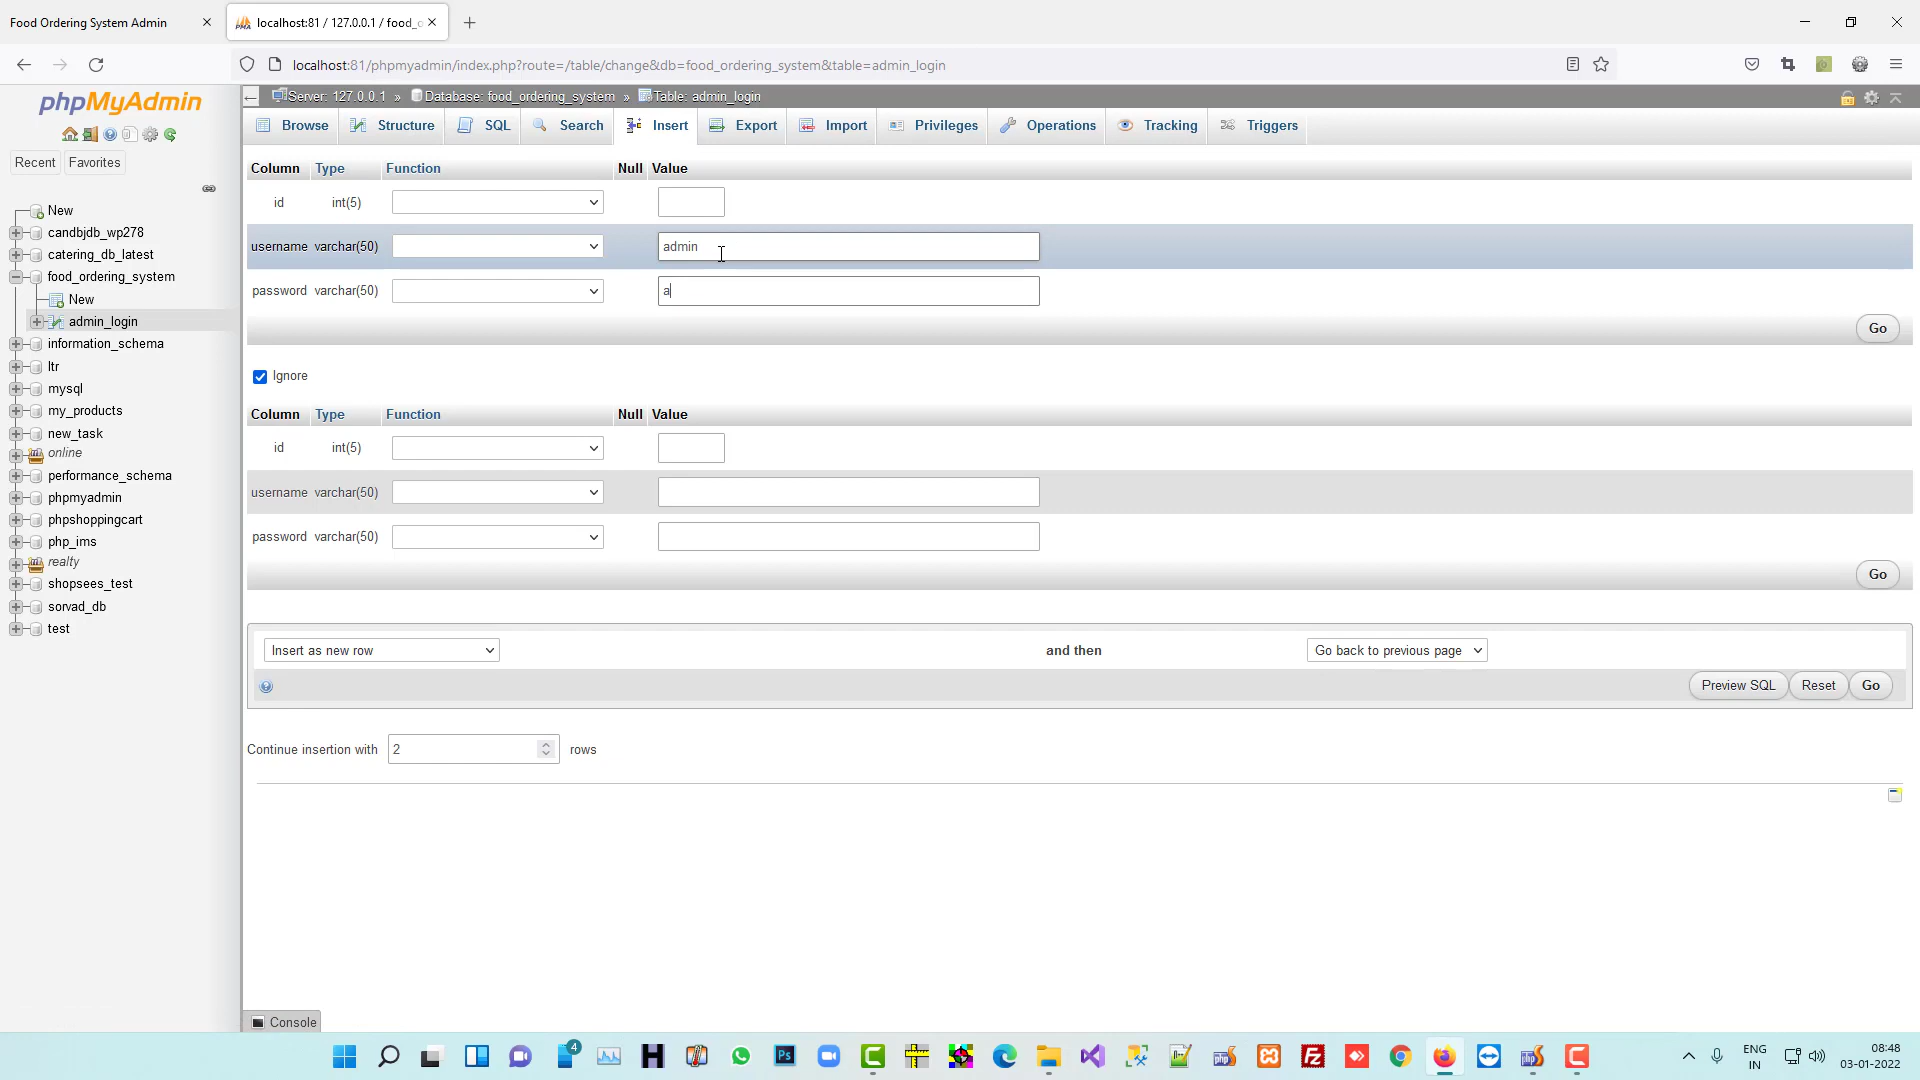 Food Ordering System Admin
localhost:81 / 127.0.0.1 / food_o
localhost:81/phpmyadmin/index.php?route=/table/change&db=food_ordering_system&table=admin_login
phpMyAdmin
Recent Favorites
New
candbjdb_wp278
catering_db_latest
food_ordering_system
New
admin_login
information_schema
ltr
mysql
my_products
new_task
online
performance_schema
phpmyadmin
phpshoppingcart
php_ims
realty
shopsees_test
sorvad_db
test
Server: 127.0.0.1 » Database: food_ordering_system » Table: admin_login
Browse Structure SQL Search Insert Export Import Privileges Operations Tracking Triggers
Column Type Function Null Value
id int(5)
username varchar(50) admin
password varchar(50) a
Go
Ignore
Column Type Function Null Value
id int(5)
username varchar(50)
password varchar(50)
Go
Insert as new row and then Go back to previous page
Preview SQL Reset Go
Continue insertion with 2 rows
Console
4
H
Ps
php
Fz
php
ENG
IN
08:48
03-01-2022